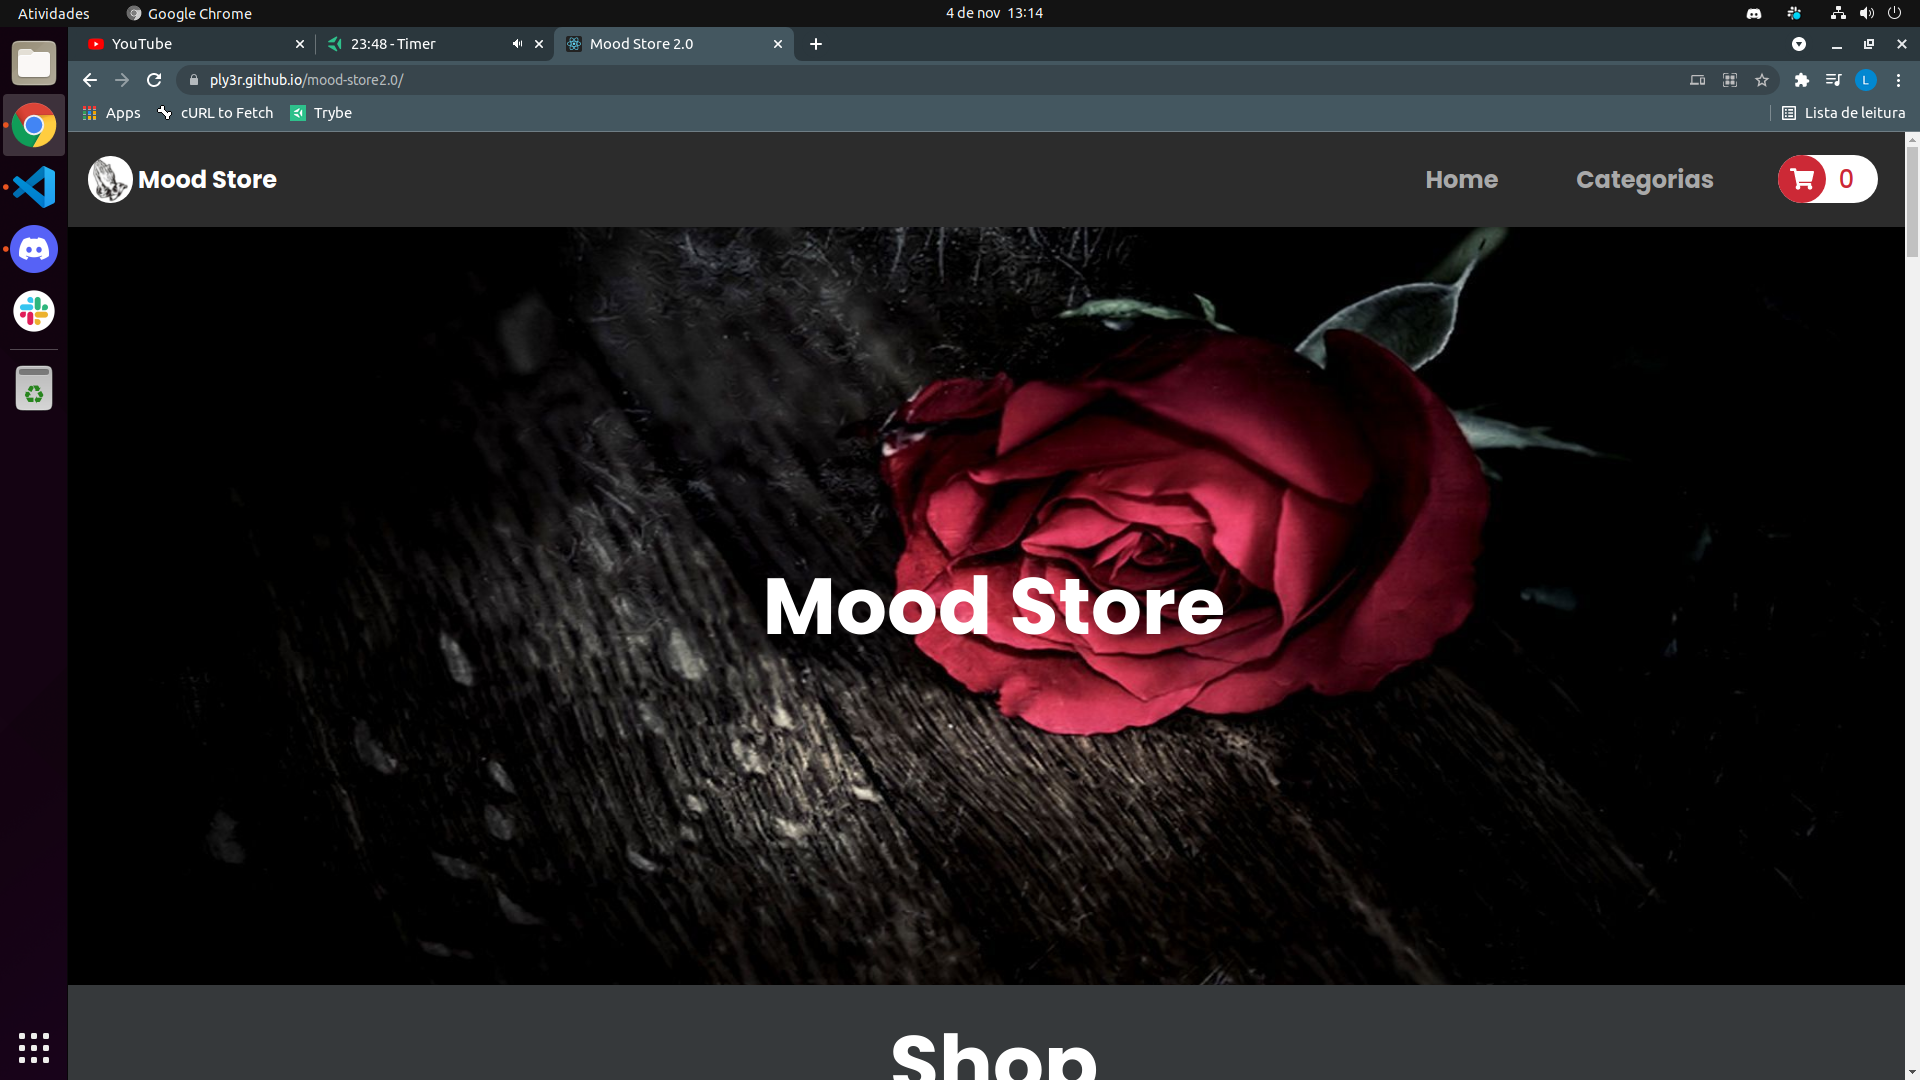 Atividades
Google Chrome
4 de nov 13:14
YouTube
23:48 - Timer
Mood Store 2.0
ply3r.github.io/mood-store2.0/
L
Apps
cURL to Fetch
Trybe
Lista de leitura
Mood Store
Home
Categorias
0
Mood Store
Shop